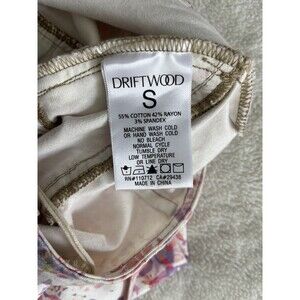 DRIFTWOOD
S
55% COTTON 42% RAYON
3% SPANDEX
MACHINE WASH COLD
OR HAND WASH COLD
NO BLEACH
NORMAL CYCLE
TUMBLE DRY
LOW TEMPERATURE
OR LINE DRY
RN#110712 CA#29438
MADE IN CHINA